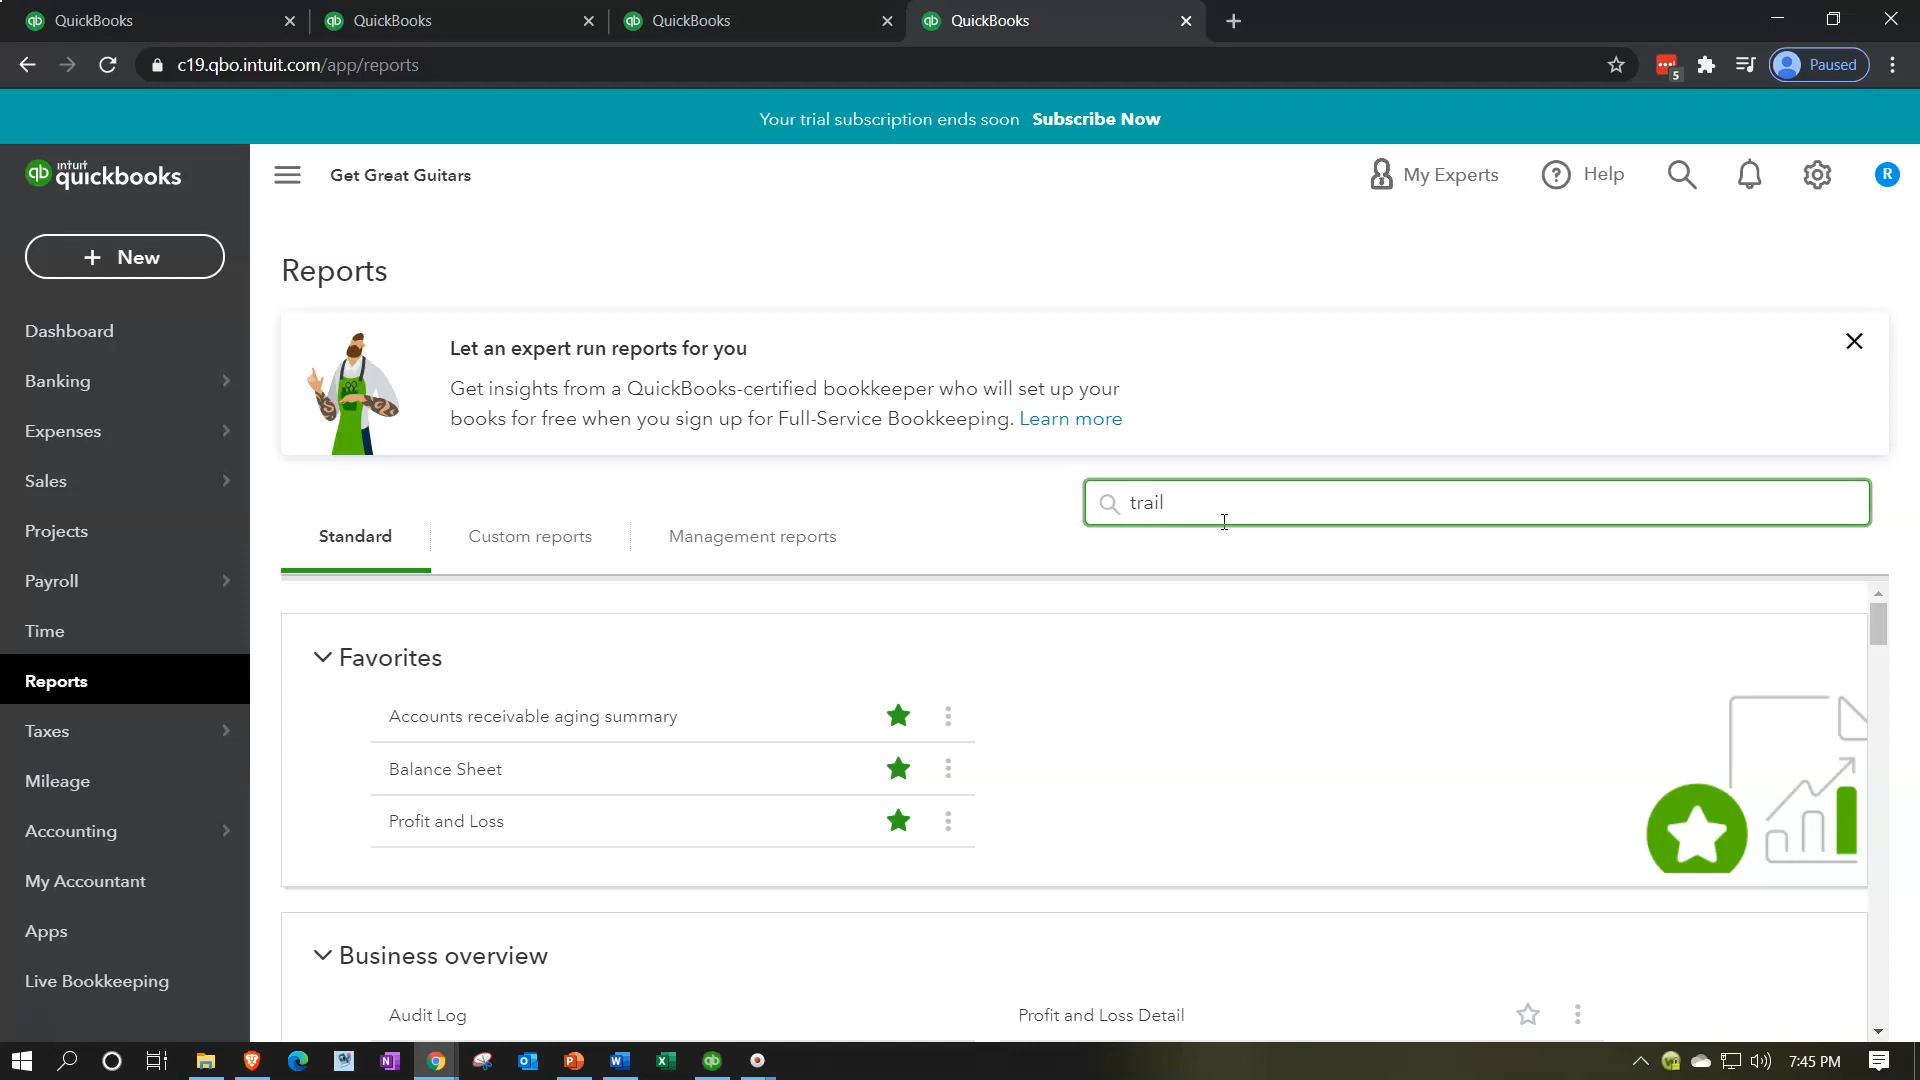 QuickBooks
QuickBooks
QuickBooks
QuickBooks
c19.qbo.intuit.com/app/reports
5
Paused
Your trial subscription ends soon Subscribe Now
qb intuit quickbooks
Get Great Guitars
My Experts
Help
R
+ New
Reports
Dashboard
Banking
Expenses
Sales
Projects
Payroll
Time
Reports
Taxes
Mileage
Accounting
My Accountant
Apps
Live Bookkeeping
Let an expert run reports for you
Get insights from a QuickBooks-certified bookkeeper who will set up your
books for free when you sign up for Full-Service Bookkeeping. Learn more
trail
Standard
Custom reports
Management reports
Favorites
Accounts receivable aging summary
Balance Sheet
Profit and Loss
Business overview
Audit Log
Profit and Loss Detail
7:45 PM